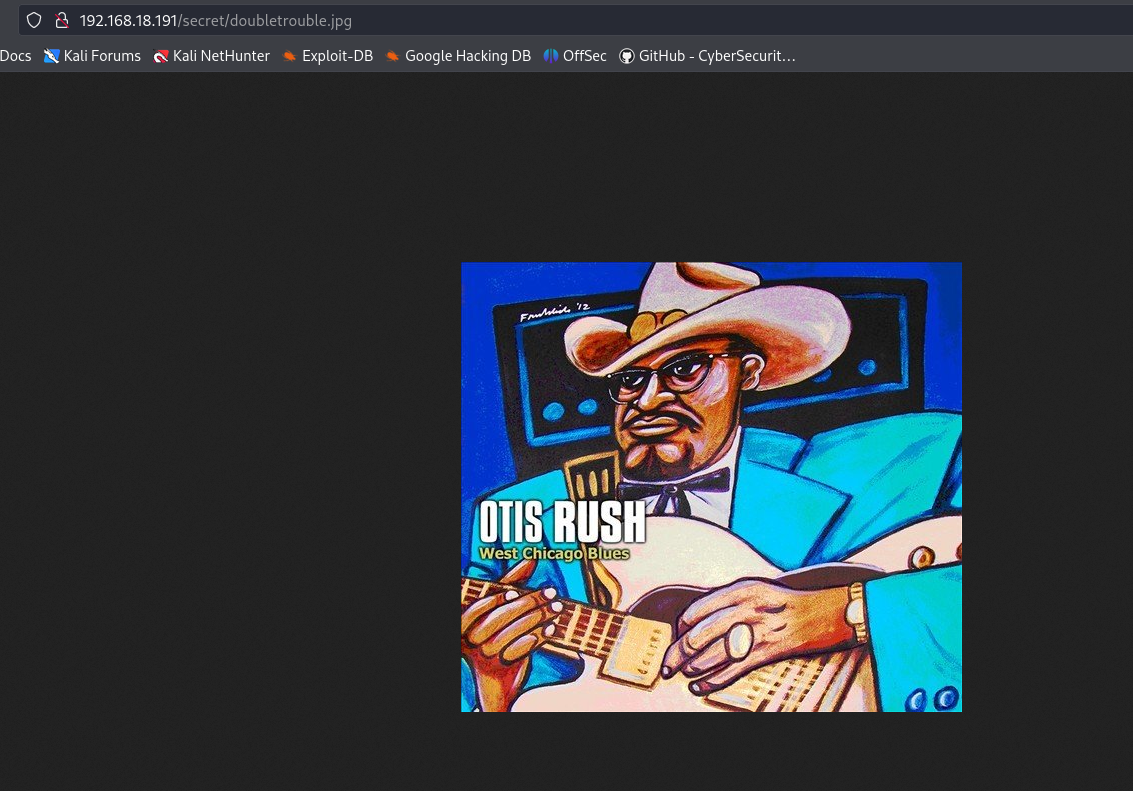 192.168.18.191/secret/doubletrouble.jpg
Docs Kali Forums Kali NetHunter Exploit-DB Google Hacking DB OffSec GitHub - CyberSecurit…
'12
OTIS RUSH
West Chicago Blues